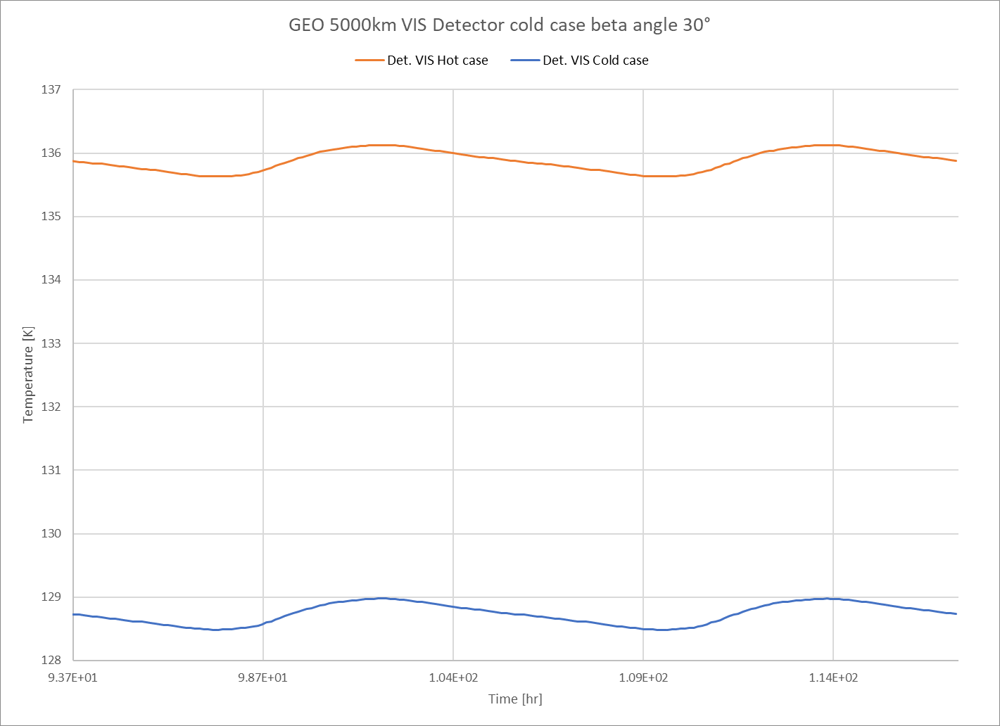 GEO 5000km VIS Detector cold case beta angle 30°
Det. VIS Hot case Det. VIS Cold case
137
136
135
134
133
132
131
130
129
128
Temperature [K]
9.37E+01 9.87E+01 1.04E+02 1.09E+02 1.14E+02
Time [hr]